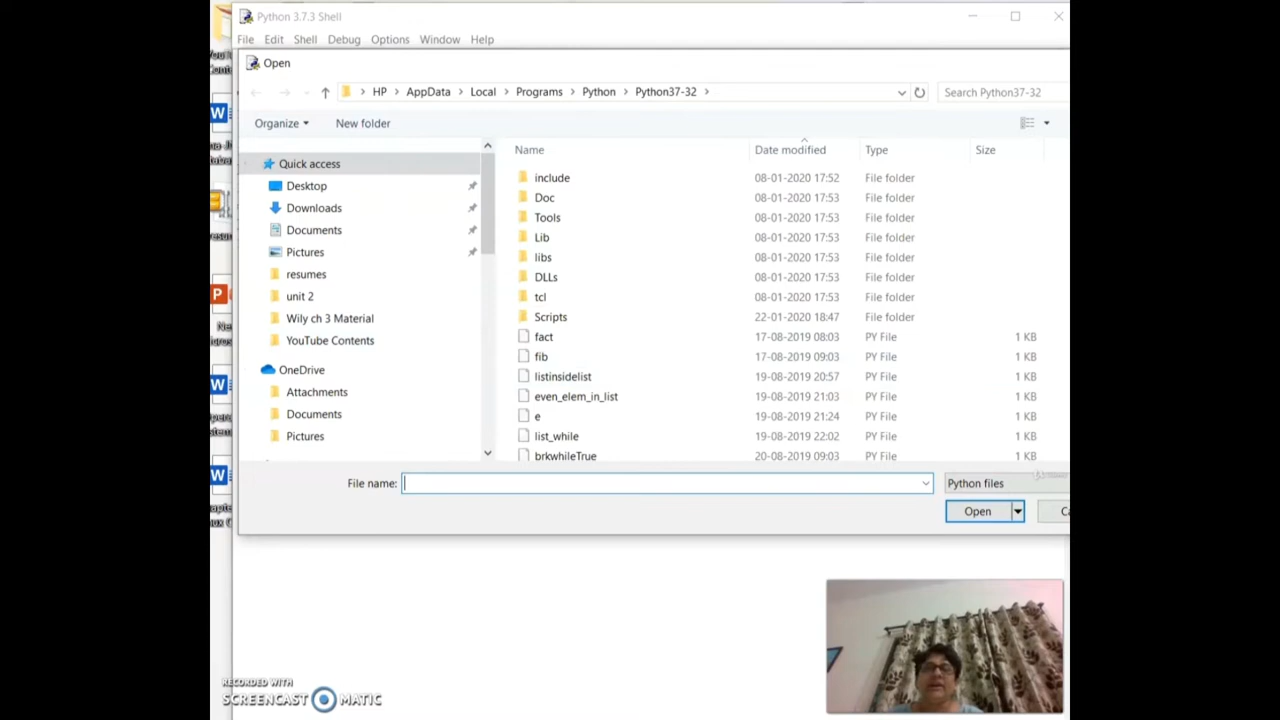 Python 3.7.3 Shell
File Edit Shell Debug Options Window Help
Open
HP AppData Local Programs Python Python37-32 Search Python37-32
Organize New folder
Name Date modified Type Size
Quick access
Desktop
Downloads
Documents
Pictures
resumes
unit 2
Wily ch 3 Material
YouTube Contents
OneDrive
Attachments
Documents
Pictures
include 08-01-2020 17:52 File folder
Doc 08-01-2020 17:53 File folder
Tools 08-01-2020 17:53 File folder
Lib 08-01-2020 17:53 File folder
libs 08-01-2020 17:53 File folder
DLLs 08-01-2020 17:53 File folder
tcl 08-01-2020 17:53 File folder
Scripts 22-01-2020 18:47 File folder
fact 17-08-2019 08:03 PY File 1 KB
fib 17-08-2019 09:03 PY File 1 KB
listinsidelist 19-08-2019 20:57 PY File 1 KB
even_elem_in_list 19-08-2019 21:03 PY File 1 KB
e 19-08-2019 21:24 PY File 1 KB
list_while 19-08-2019 22:02 PY File 1 KB
brkwhileTrue 20-08-2019 09:03 PY File 1 KB
File name: Python files
Open
RECORDED WITH
SCREENCAST MATIC